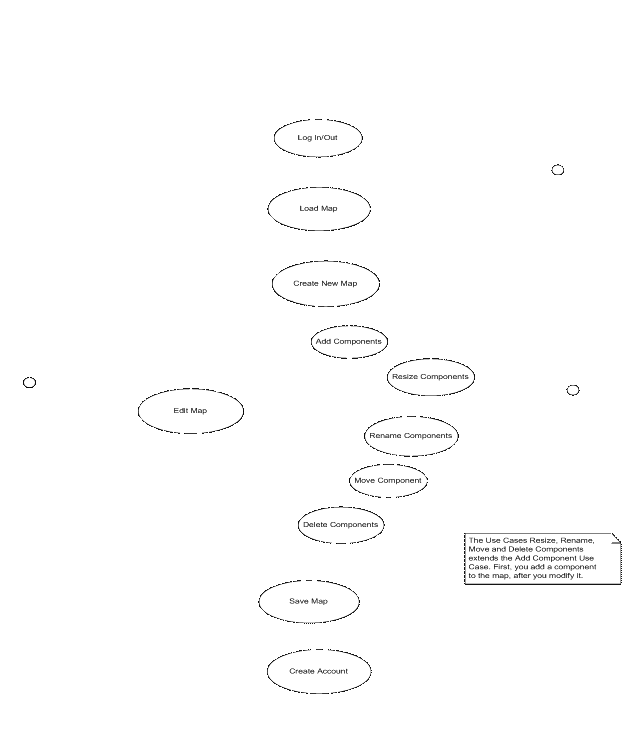 Log In/Out
Load Map
Create New Map
Add Components
Resize Components
Edit Map
Rename Components
Move Component
Delete Components
The Use Cases Resize, Rename,
Move and Delete Components
extends the Add Component Use
Case. First, you add a component
to the map, after you modify it.
Save Map
Create Account